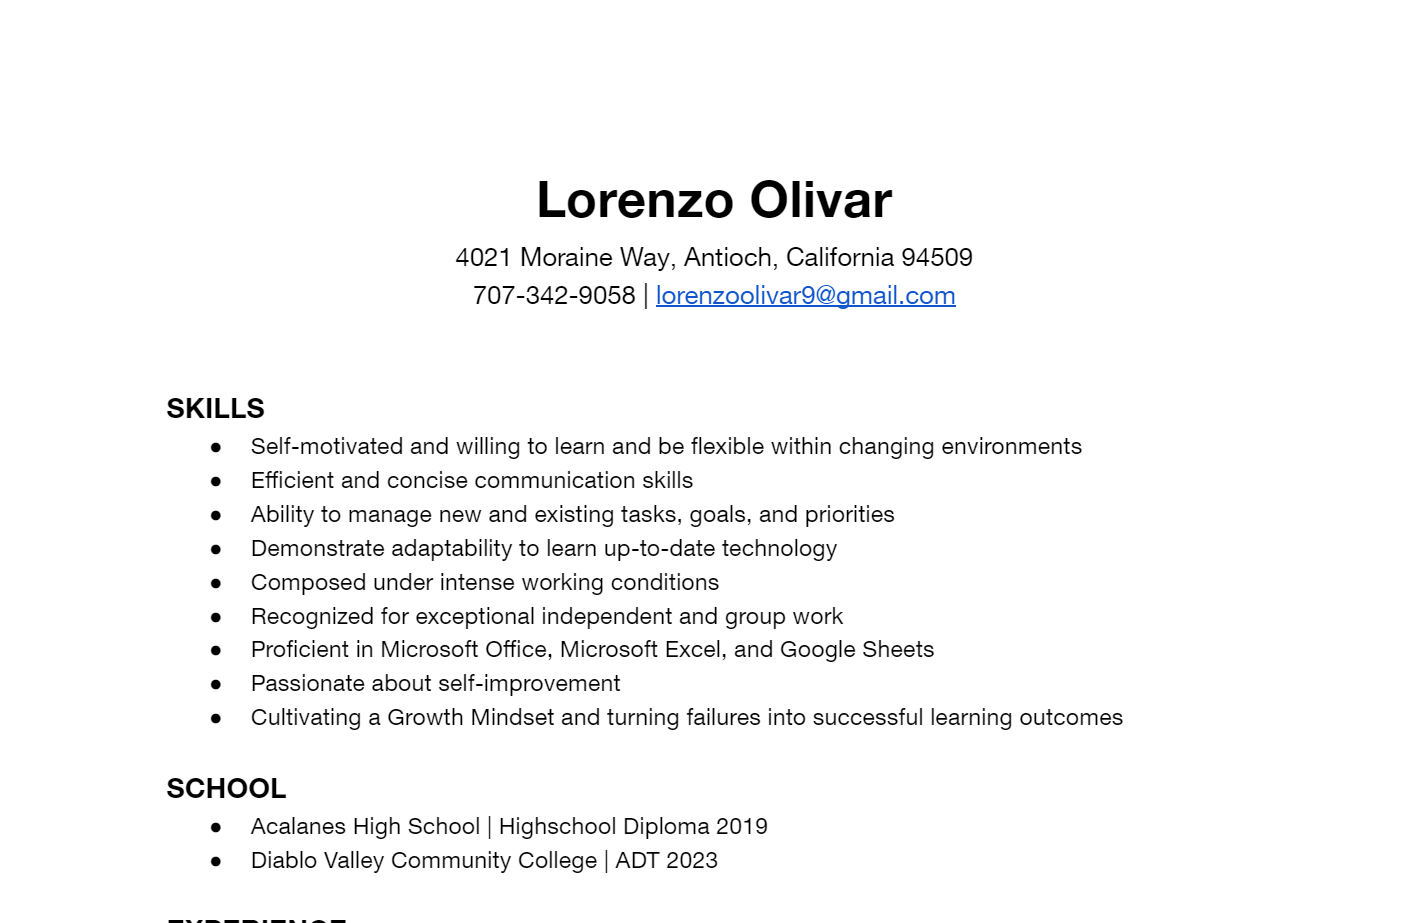 Lorenzo Olivar
4021 Moraine Way, Antioch, California 94509
707-342-9058 | lorenzoolivar9@gmail.com
SKILLS
● Self-motivated and willing to learn and be flexible within changing environments
● Efficient and concise communication skills
● Ability to manage new and existing tasks, goals, and priorities
● Demonstrate adaptability to learn up-to-date technology
● Composed under intense working conditions
● Recognized for exceptional independent and group work
● Proficient in Microsoft Office, Microsoft Excel, and Google Sheets
● Passionate about self-improvement
● Cultivating a Growth Mindset and turning failures into successful learning outcomes
SCHOOL
● Acalanes High School | Highschool Diploma 2019
● Diablo Valley Community College | ADT 2023
EXPERIENCE